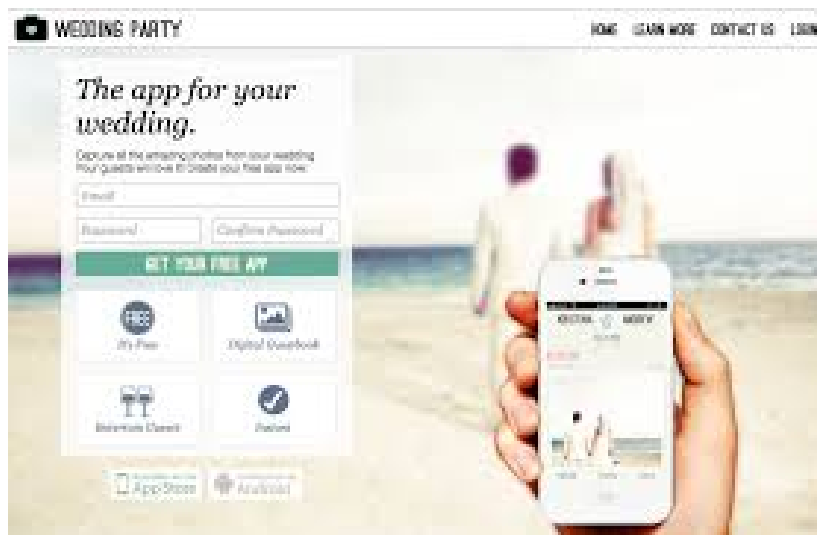 WEDDING PARTY
HOME LEARN MORE CONTACT US LOGIN
The app for your
wedding.
Capture all the amazing photos from your wedding.
Your guests will love it! Create your free app now.
Email
Password Confirm Password
GET YOUR FREE APP
FREE
It's Free Digital Guestbook
App Store Android